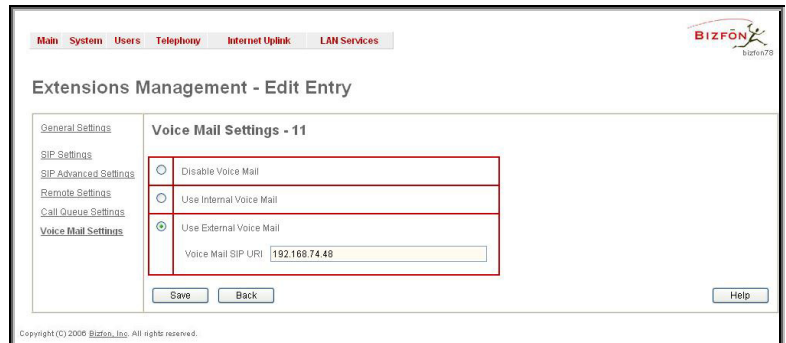 Main System Users Telephony Internet Uplink LAN Services
BIZFŌN
bizfon78
Extensions Management - Edit Entry
General Settings
SIP Settings
SIP Advanced Settings
Remote Settings
Call Queue Settings
Voice Mail Settings
Voice Mail Settings - 11
Disable Voice Mail
Use Internal Voice Mail
Use External Voice Mail
Voice Mail SIP URI 192.168.74.48
Save Back Help
Copyright (C) 2006 Bizfon, Inc. All rights reserved.